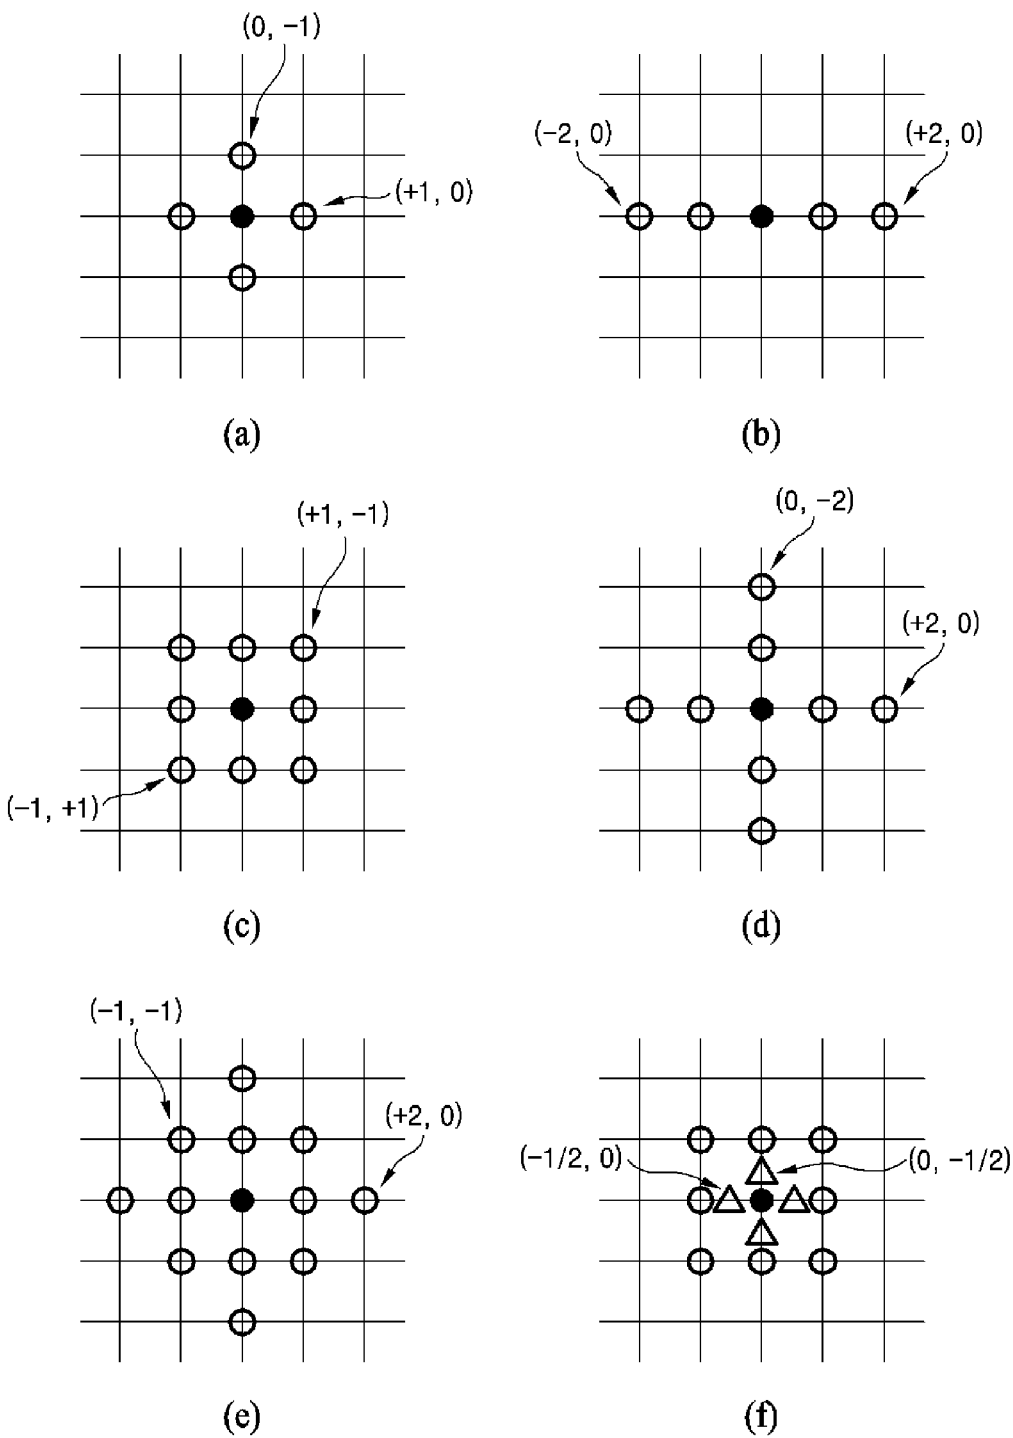 (0, −1)
(+1, 0)
(a)
(−2, 0)
(+2, 0)
(b)
(+1, −1)
(−1, +1)
(c)
(0, −2)
(+2, 0)
(d)
(−1, −1)
(+2, 0)
(e)
(−1/2, 0)
(0, −1/2)
(f)